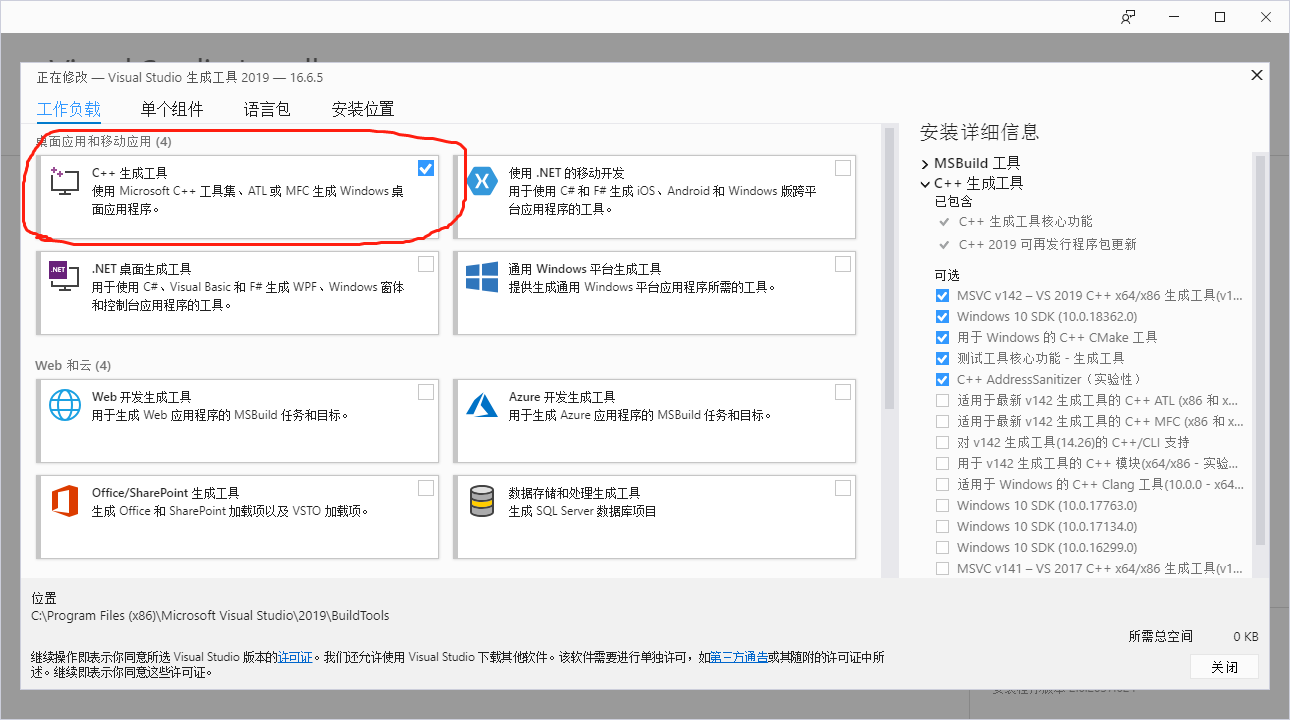 正在修改 — Visual Studio 生成工具 2019 — 16.6.5
工作负载
单个组件
语言包
安装位置
桌面应用和移动应用 (4)
C++ 生成工具
使用 Microsoft C++ 工具集、ATL 或 MFC 生成 Windows 桌
面应用程序。
使用 .NET 的移动开发
用于使用 C# 和 F# 生成 iOS、Android 和 Windows 版跨平
台应用程序的工具。
.NET
.NET 桌面生成工具
用于使用 C#、Visual Basic 和 F# 生成 WPF、Windows 窗体
和控制台应用程序的工具。
通用 Windows 平台生成工具
提供生成通用 Windows 平台应用程序所需的工具。
Web 和云 (4)
Web 开发生成工具
用于生成 Web 应用程序的 MSBuild 任务和目标。
Azure 开发生成工具
用于生成 Azure 应用程序的 MSBuild 任务和目标。
Office/SharePoint 生成工具
生成 Office 和 SharePoint 加载项以及 VSTO 加载项。
数据存储和处理生成工具
生成 SQL Server 数据库项目
安装详细信息
MSBuild 工具
C++ 生成工具
已包含
C++ 生成工具核心功能
C++ 2019 可再发行程序包更新
可选
MSVC v142 – VS 2019 C++ x64/x86 生成工具(v1...
Windows 10 SDK (10.0.18362.0)
用于 Windows 的 C++ CMake 工具
测试工具核心功能 - 生成工具
C++ AddressSanitizer（实验性）
适用于最新 v142 生成工具的 C++ ATL (x86 和 x...
适用于最新 v142 生成工具的 C++ MFC (x86 和 x...
对 v142 生成工具(14.26)的 C++/CLI 支持
用于 v142 生成工具的 C++ 模块(x64/x86 - 实验...
适用于 Windows 的 C++ Clang 工具(10.0.0 - x64...
Windows 10 SDK (10.0.17763.0)
Windows 10 SDK (10.0.17134.0)
Windows 10 SDK (10.0.16299.0)
MSVC v141 – VS 2017 C++ x64/x86 生成工具(v1...
位置
C:\Program Files (x86)\Microsoft Visual Studio\2019\BuildTools
所需总空间 0 KB
继续操作即表示你同意所选 Visual Studio 版本的许可证。我们还允许使用 Visual Studio 下载其他软件。该软件需要进行单独许可，如第三方通告或其随附的许可证中所
述。继续即表示你同意这些许可证。
关闭